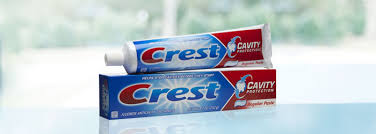 Crest
CAVITY
PROTECTION
Regular Paste
Crest
CAVITY
PROTECTION
Regular Paste